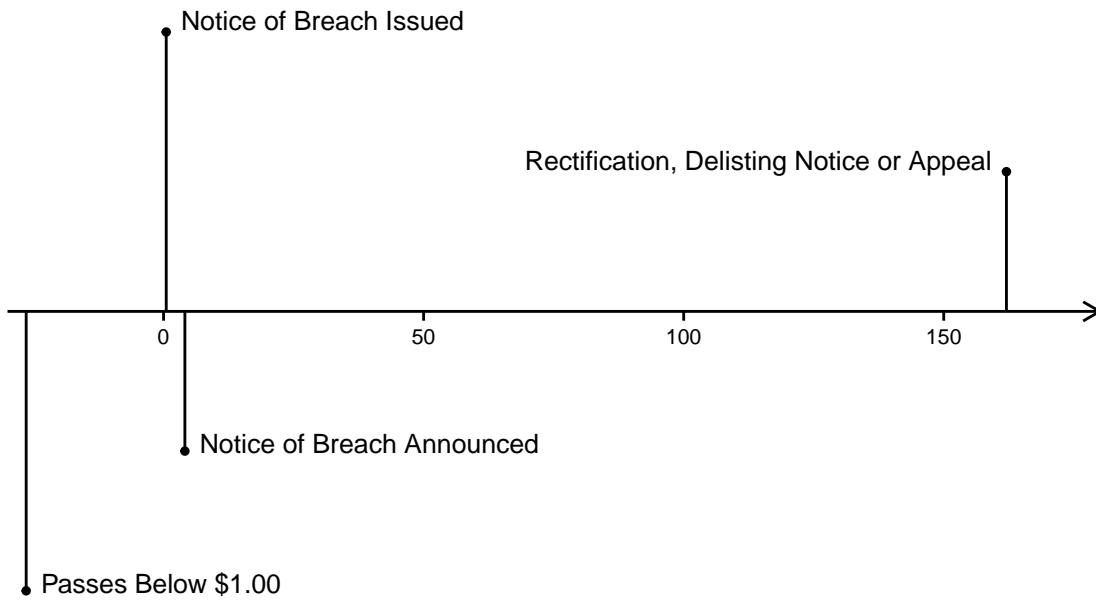 Notice of Breach Issued
Rectification, Delisting Notice or Appeal
0 50 100 150
Notice of Breach Announced
Passes Below $1.00